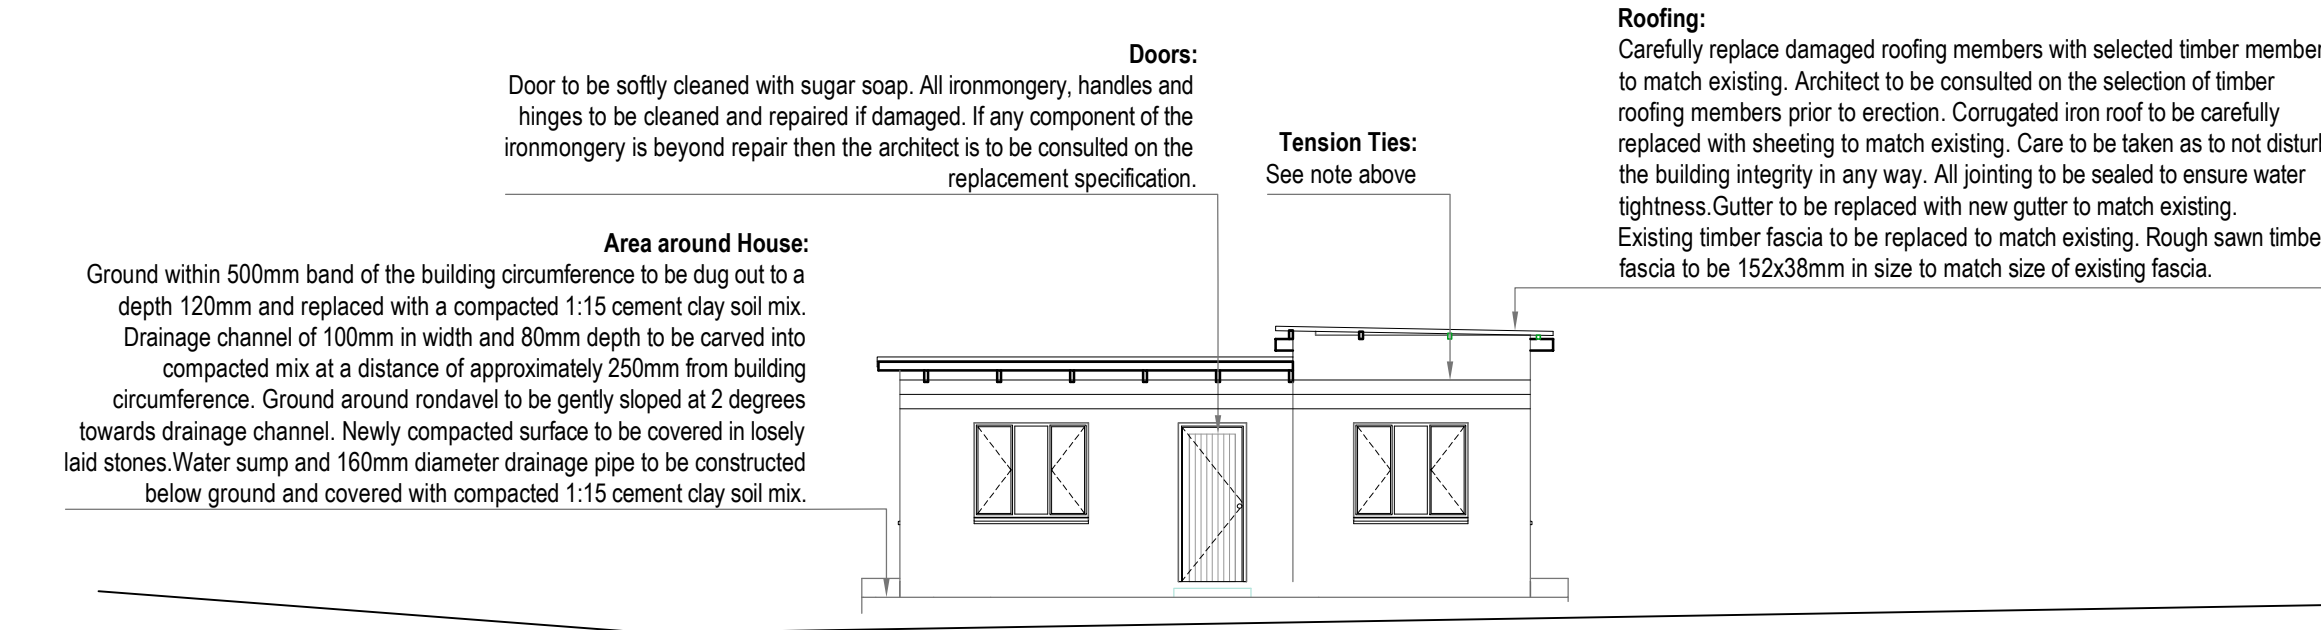 Doors:
Door to be softly cleaned with sugar soap. All ironmongery, handles and
hinges to be cleaned and repaired if damaged. If any component of the
ironmongery is beyond repair then the architect is to be consulted on the
replacement specification.
Tension Ties:
See note above
Roofing:
Carefully replace damaged roofing members with selected timber member
to match existing. Architect to be consulted on the selection of timber
roofing members prior to erection. Corrugated iron roof to be carefully
replaced with sheeting to match existing. Care to be taken as to not disturb
the building integrity in any way. All jointing to be sealed to ensure water
tightness.Gutter to be replaced with new gutter to match existing.
Existing timber fascia to be replaced to match existing. Rough sawn timbe
fascia to be 152x38mm in size to match size of existing fascia.
Area around House:
Ground within 500mm band of the building circumference to be dug out to a
depth 120mm and replaced with a compacted 1:15 cement clay soil mix.
Drainage channel of 100mm in width and 80mm depth to be carved into
compacted mix at a distance of approximately 250mm from building
circumference. Ground around rondavel to be gently sloped at 2 degrees
towards drainage channel. Newly compacted surface to be covered in losely
laid stones.Water sump and 160mm diameter drainage pipe to be constructed
below ground and covered with compacted 1:15 cement clay soil mix.